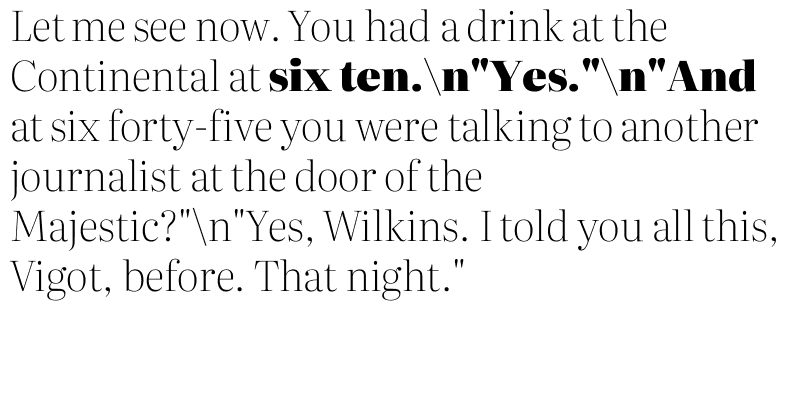 Let me see now. You had a drink at the
Continental at six ten.\n"Yes."\n"And
at six forty-five you were talking to another
journalist at the door of the
Majestic?"\n"Yes, Wilkins. I told you all this,
Vigot, before. That night."